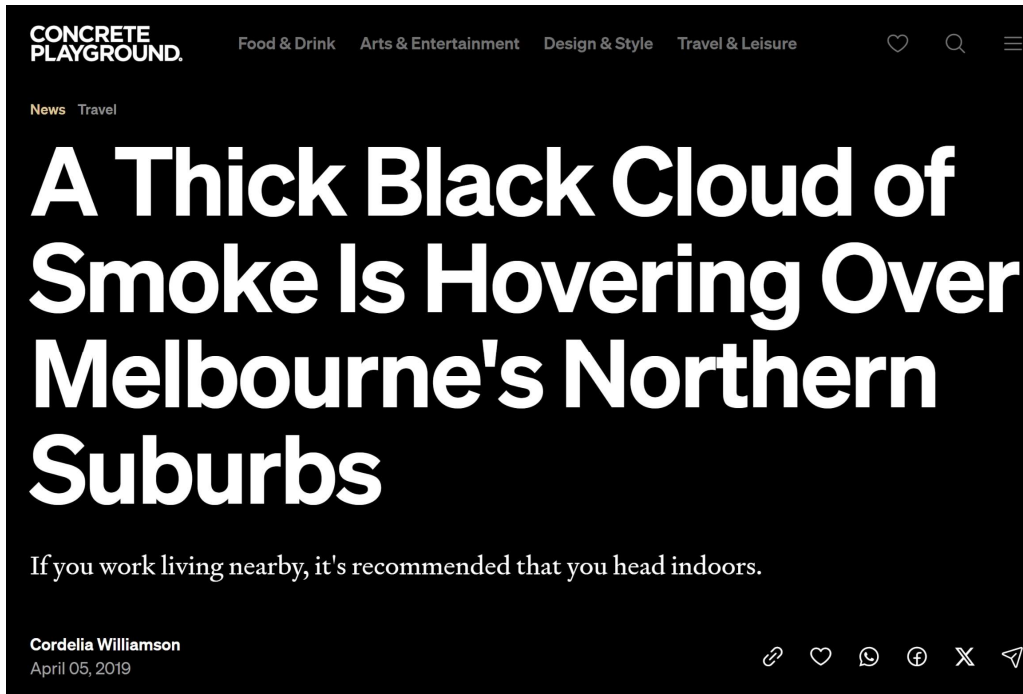 CONCRETE
PLAYGROUND.
Food & Drink Arts & Entertainment Design & Style Travel & Leisure
News Travel
A Thick Black Cloud of
Smoke Is Hovering Over
Melbourne's Northern
Suburbs
If you work living nearby, it's recommended that you head indoors.
Cordelia Williamson
April 05, 2019